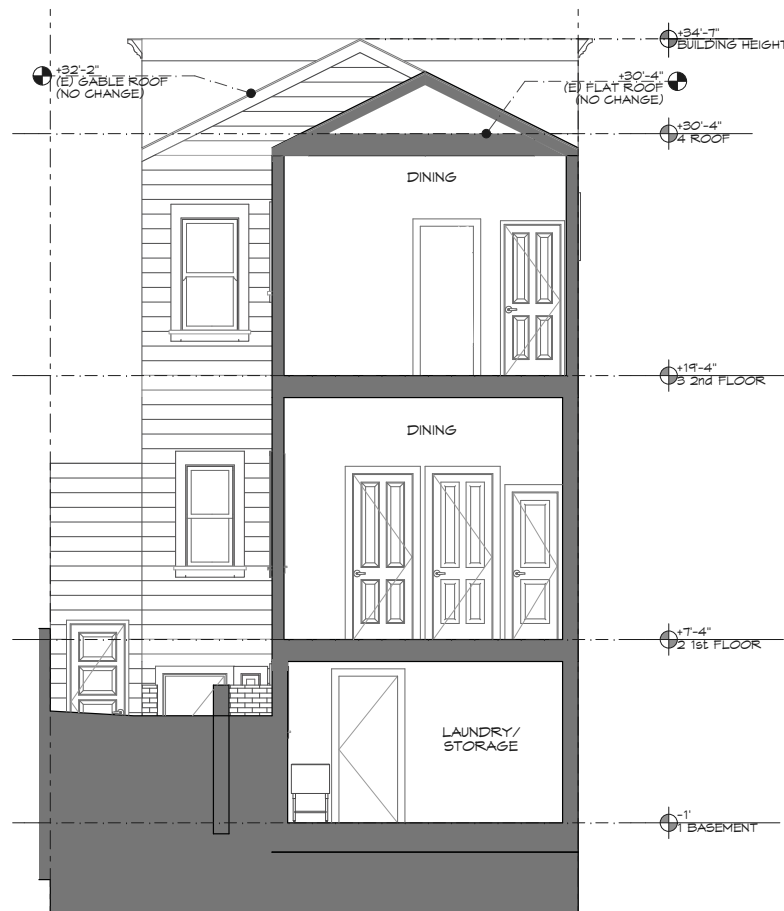 +34'-7"
BUILDING HEIGHT
+32'-2"
(E) GABLE ROOF
(NO CHANGE)
+30'-4"
(E) FLAT ROOF
(NO CHANGE)
+30'-4"
4 ROOF
DINING
+19'-4"
3 2nd FLOOR
DINING
+7'-4"
2 1st FLOOR
LAUNDRY/
STORAGE
-1'
1 BASEMENT